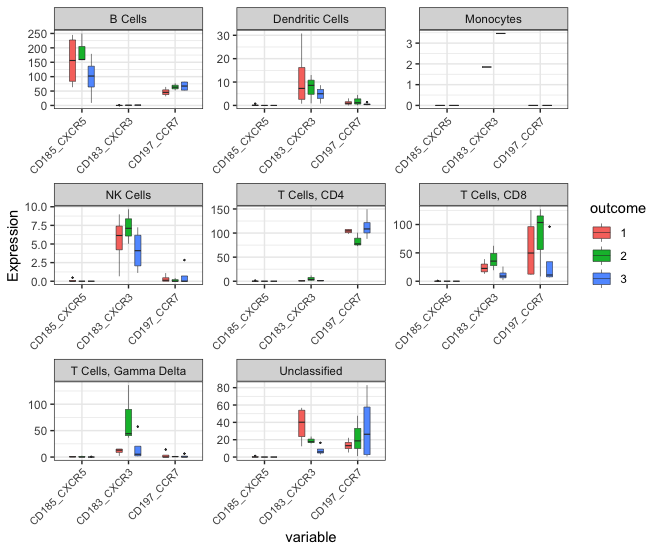 B Cells
Dendritic Cells
Monocytes
250
200
150
100
50
0
30
20
10
0
3
2
1
0
CD185_CXCR5
CD183_CXCR3
CD197_CCR7
CD185_CXCR5
CD183_CXCR3
CD197_CCR7
CD185_CXCR5
CD183_CXCR3
CD197_CCR7
Expression
NK Cells
T Cells, CD4
T Cells, CD8
10.0
7.5
5.0
2.5
0.0
150
100
50
0
100
50
0
CD185_CXCR5
CD183_CXCR3
CD197_CCR7
CD185_CXCR5
CD183_CXCR3
CD197_CCR7
CD185_CXCR5
CD183_CXCR3
CD197_CCR7
outcome
1
2
3
T Cells, Gamma Delta
Unclassified
100
50
0
80
60
40
20
0
CD185_CXCR5
CD183_CXCR3
CD197_CCR7
CD185_CXCR5
CD183_CXCR3
CD197_CCR7
variable